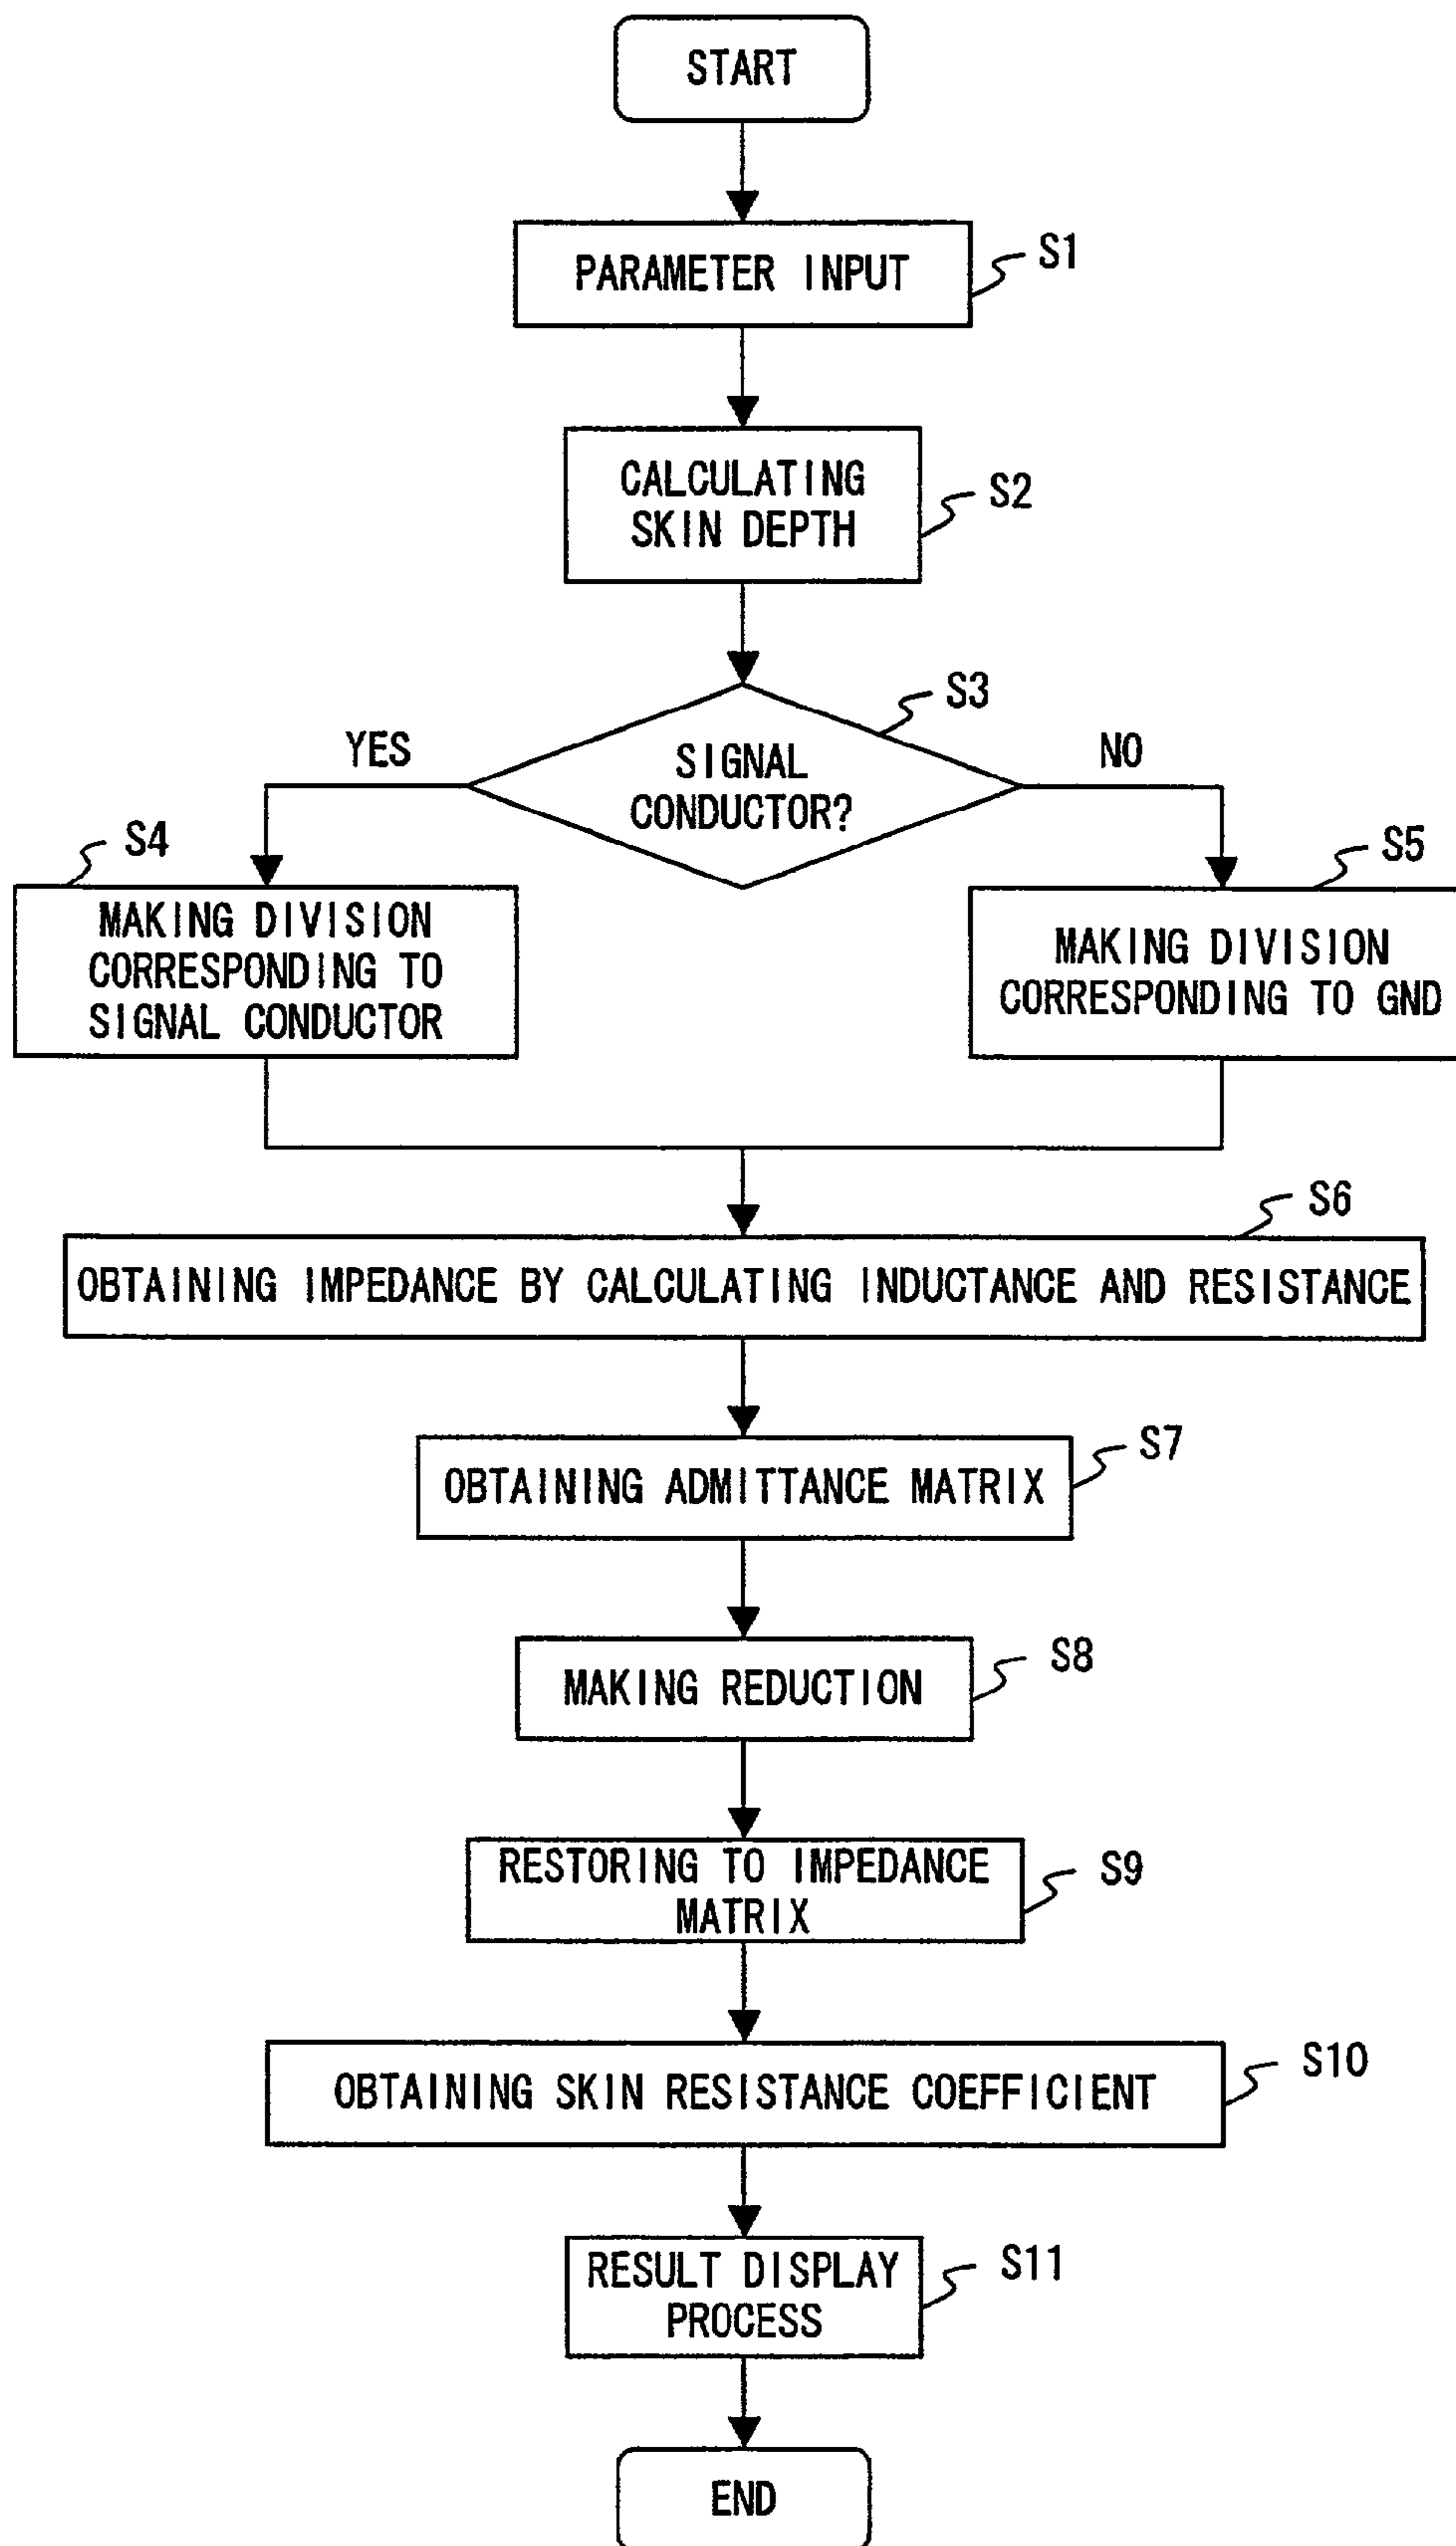 START
PARAMETER INPUT
S1
CALCULATING
SKIN DEPTH
S2
S3
SIGNAL
CONDUCTOR?
YES
NO
S4
MAKING DIVISION
CORRESPONDING TO
SIGNAL CONDUCTOR
S5
MAKING DIVISION
CORRESPONDING TO GND
S6
OBTAINING IMPEDANCE BY CALCULATING INDUCTANCE AND RESISTANCE
S7
OBTAINING ADMITTANCE MATRIX
S8
MAKING REDUCTION
S9
RESTORING TO IMPEDANCE
MATRIX
S10
OBTAINING SKIN RESISTANCE COEFFICIENT
S11
RESULT DISPLAY
PROCESS
END